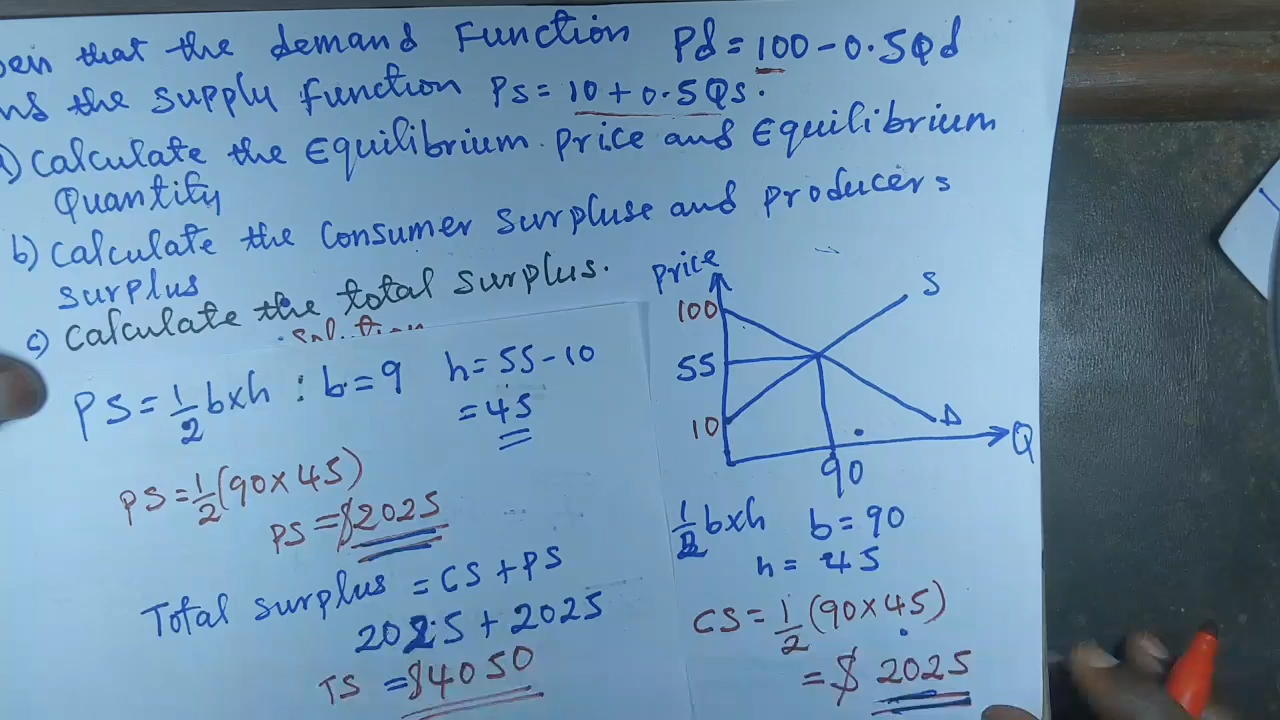 that the demand Function Pd = 100 - 0.5Qd
the supply function Ps = 10 + 0.5Qs.
a) Calculate the Equilibrium price and Equilibrium
Quantity
b) Calculate the Consumer surpluse and producers
surplus
c) Calculate the total surplus.
PS = 1/2 bxh : b = 9 h = 55 - 10
= 45
PS = 1/2 (90 x 45)
PS = $2025
Total surplus = CS + PS
2025 + 2025
TS = $4050
price
100
55
10
S
D
Q
90
1/2 bxh b = 90
h = 45
CS = 1/2 (90 x 45)
= $ 2025